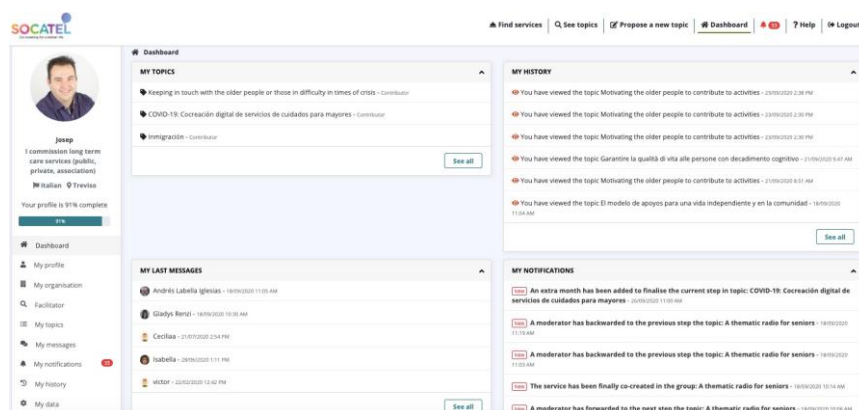 SOCATEL
Find services
See topics
Propose a new topic
Dashboard
Help
Logout
Dashboard
Josep
I commission long term
care services (public,
private, association)
Italian Treviso
Your profile is 91% complete
91%
Dashboard
My profile
My organisation
Facilitator
My topics
My messages
My notifications
My history
My data
MY TOPICS
Keeping in touch with the older people or those in difficulty in times of crisis - Contributor
COVID-19: Cocreación digital de servicios de cuidados para mayores - Contributor
Inmigración - Contributor
See all
MY HISTORY
You have viewed the topic Motivating the older people to contribute to activities - 23/09/2020 2:38 PM
You have viewed the topic Motivating the older people to contribute to activities - 23/09/2020 2:35 PM
You have viewed the topic Motivating the older people to contribute to activities - 23/09/2020 2:30 PM
You have viewed the topic Garantire la qualità di vita alle persone con decadimento cognitivo - 21/09/2020 9:47 AM
You have viewed the topic Motivating the older people to contribute to activities - 21/09/2020 8:51 AM
You have viewed the topic El modelo de apoyos para una vida independiente y en la comunidad - 18/09/2020
11:04 AM
See all
MY LAST MESSAGES
Andrés Labella Iglesias - 18/09/2020 11:05 AM
Gladys Renzi - 18/09/2020 10:30 AM
Ceciliaa - 21/07/2020 2:54 PM
Isabella - 29/06/2020 1:11 PM
victor - 22/02/2020 12:42 PM
See all
MY NOTIFICATIONS
new An extra month has been added to finalise the current step in topic: COVID-19: Cocreación digital de
servicios de cuidados para mayores - 26/09/2020 11:00 AM
new A moderator has backwarded to the previous step the topic: A thematic radio for seniors - 18/09/2020
11:19 AM
new A moderator has backwarded to the previous step the topic: A thematic radio for seniors - 18/09/2020
11:03 AM
new The service has been finally co-created in the group: A thematic radio for seniors - 18/09/2020 10:14 AM
new A moderator has forwarded to the next step the topic: A thematic radio for seniors - 18/09/2020